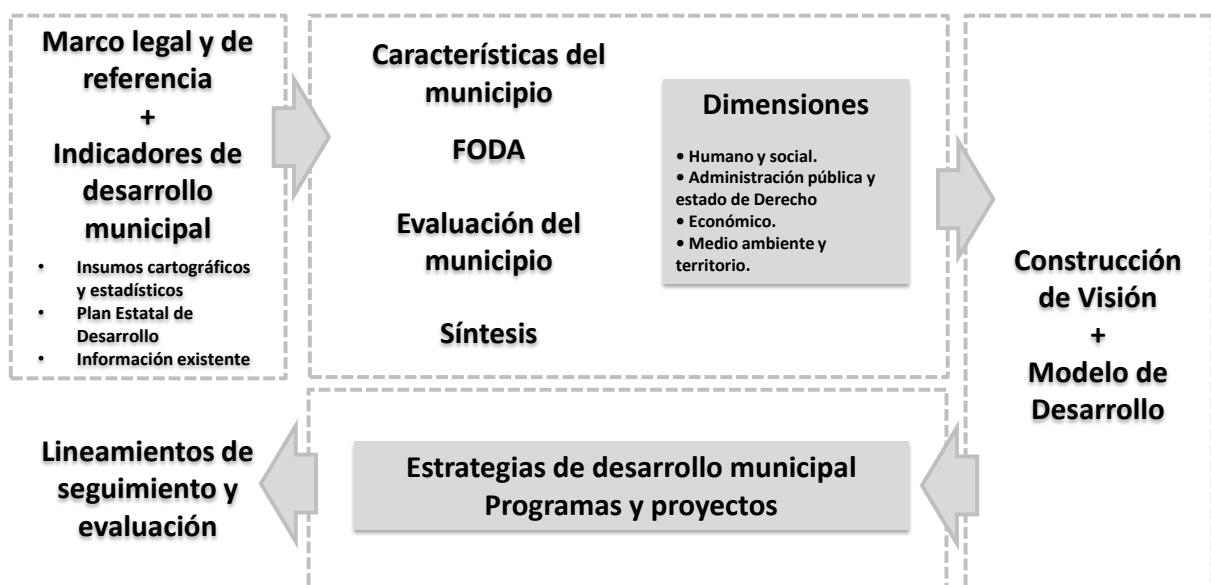 Marco legal y de
referencia
+
Indicadores de
desarrollo
municipal
• Insumos cartográficos
y estadísticos
• Plan Estatal de
Desarrollo
• Información existente
Características del
municipio
FODA
Evaluación del
municipio
Síntesis
Dimensiones
• Humano y social.
• Administración pública y
estado de Derecho
• Económico.
• Medio ambiente y
territorio.
Construcción
de Visión
+
Modelo de
Desarrollo
Estrategias de desarrollo municipal
Programas y proyectos
Lineamientos de
seguimiento y
evaluación